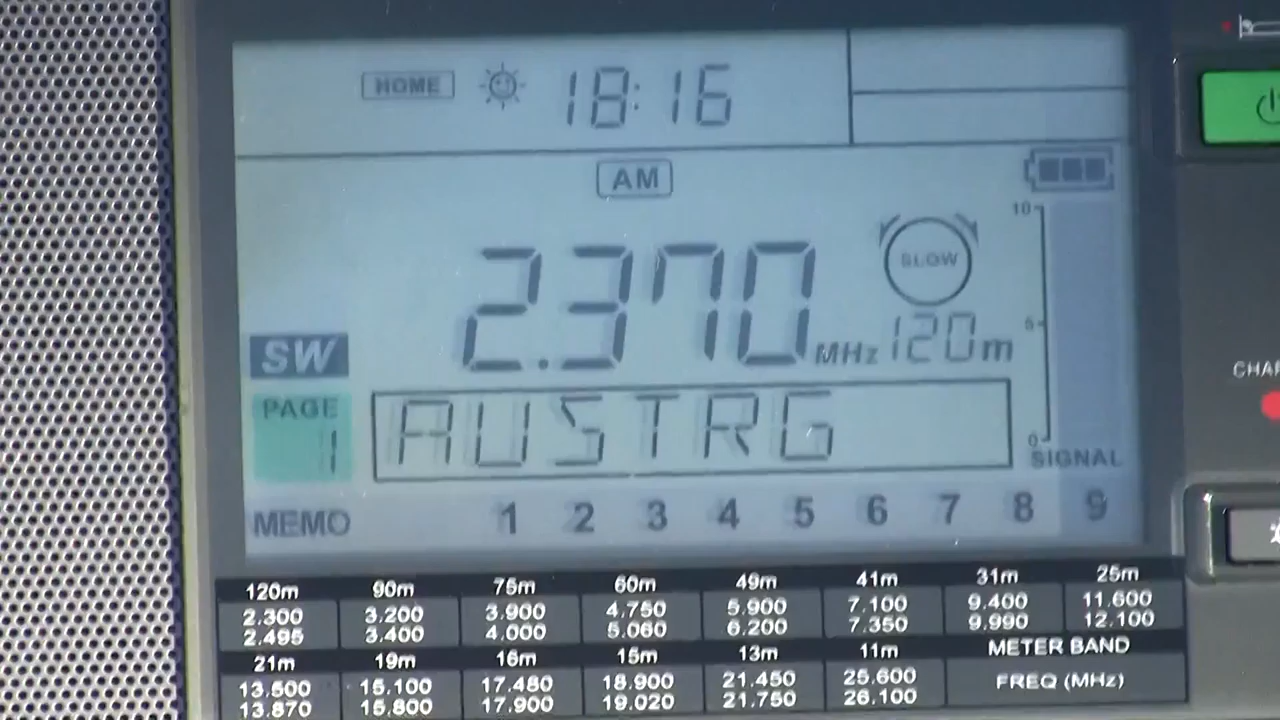 HOME 18:16
AM
10
2.370 MHz 120m
SLOW
5
SW
PAGE 1
AUSTRG
0
SIGNAL
MEMO 1 2 3 4 5 6 7 8 9
120m 90m 75m 60m 49m 41m 31m 25m
2.300 3.200 3.900 4.750 5.900 7.100 9.400 11.600
2.495 3.400 4.000 5.060 6.200 7.350 9.990 12.100
21m 19m 16m 15m 13m 11m METER BAND
13.500 15.100 17.480 18.900 21.450 25.600 FREQ (MHz)
13.870 15.800 17.900 19.020 21.750 26.100